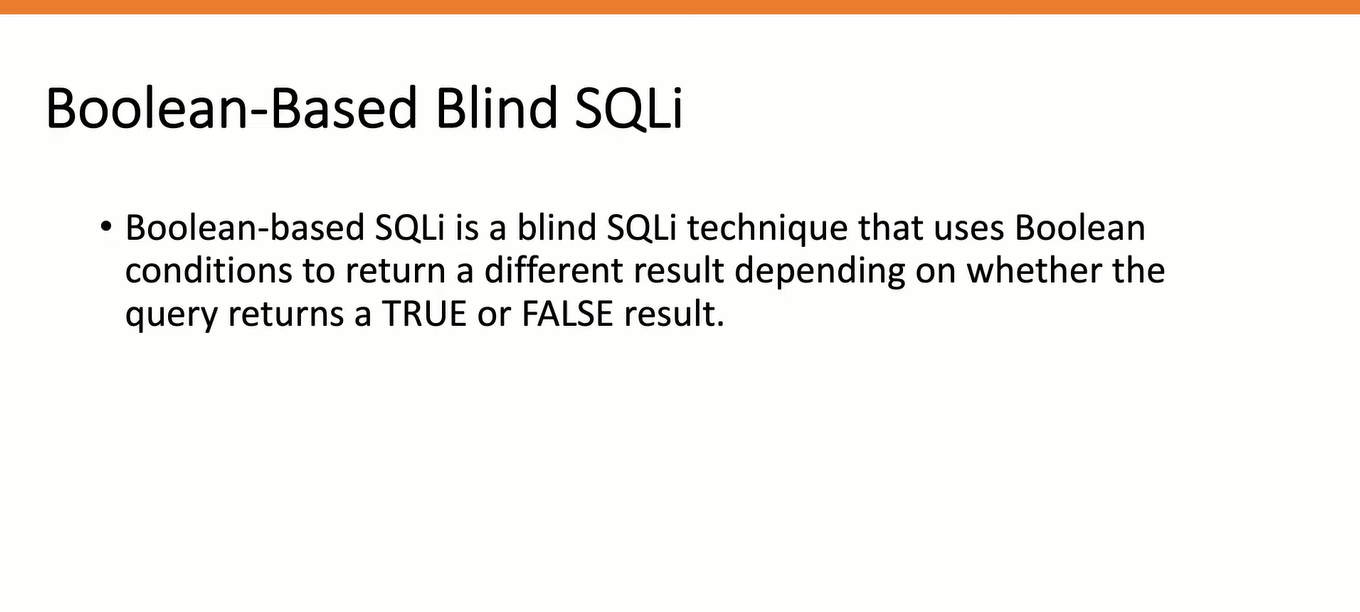 Boolean-Based Blind SQLi
• Boolean-based SQLi is a blind SQLi technique that uses Boolean
conditions to return a different result depending on whether the
query returns a TRUE or FALSE result.